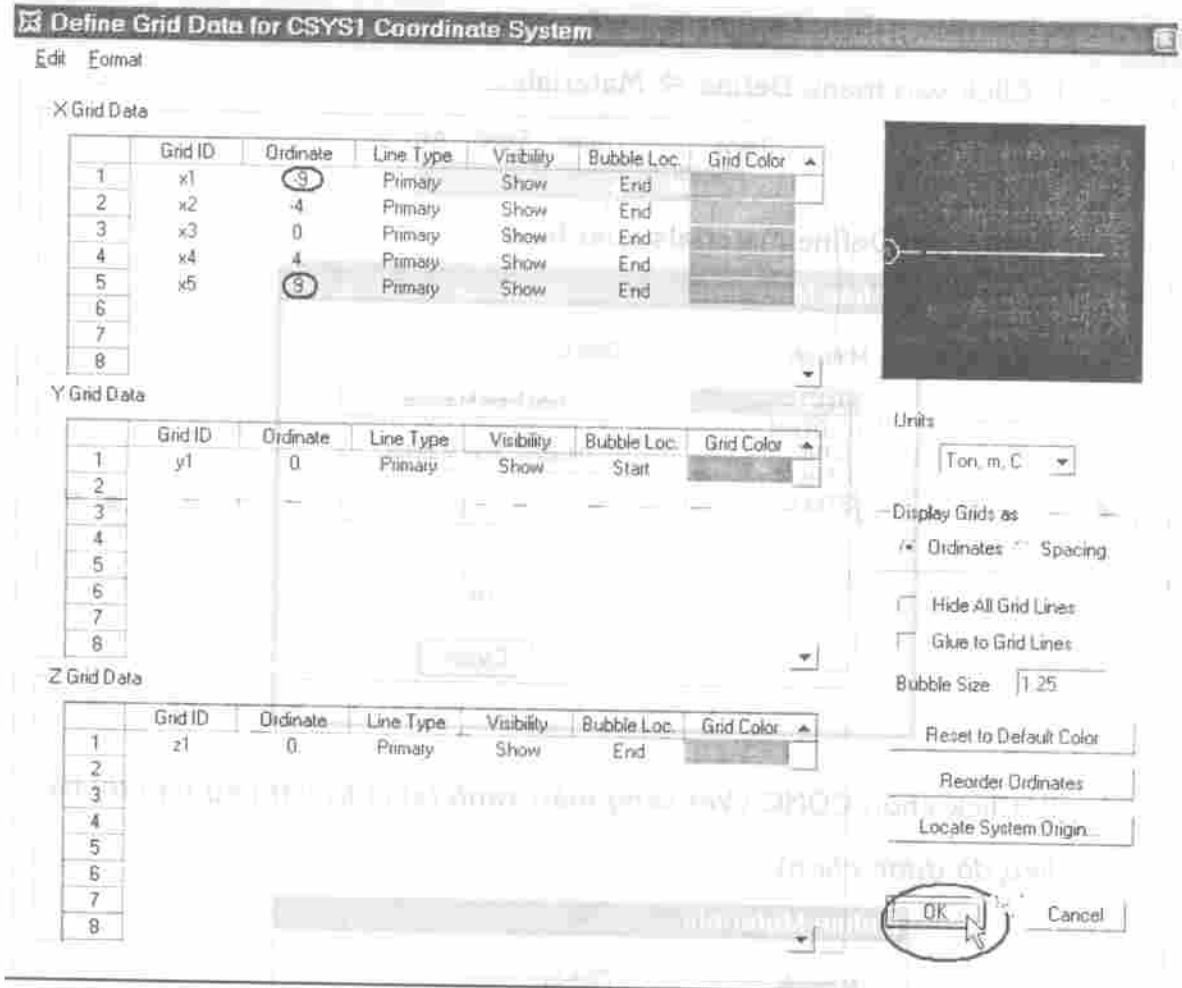 Define Grid Data for CSYS1 Coordinate System
Edit Format
X Grid Data
Grid ID Ordinate Line Type Visibility Bubble Loc. Grid Color
1 x1 -9 Primary Show End
2 x2 -4 Primary Show End
3 x3 0 Primary Show End
4 x4 4 Primary Show End
5 x5 9 Primary Show End
6
7
8
Y Grid Data
Grid ID Ordinate Line Type Visibility Bubble Loc. Grid Color
1 y1 0. Primary Show Start
2
3
4
5
6
7
8
Z Grid Data
Grid ID Ordinate Line Type Visibility Bubble Loc. Grid Color
1 z1 0. Primary Show End
2
3
4
5
6
7
8
Units
Ton, m, C
Display Grids as
Ordinates Spacing
Hide All Grid Lines
Glue to Grid Lines
Bubble Size 1.25
Reset to Default Color
Reorder Ordinates
Locate System Origin...
OK Cancel